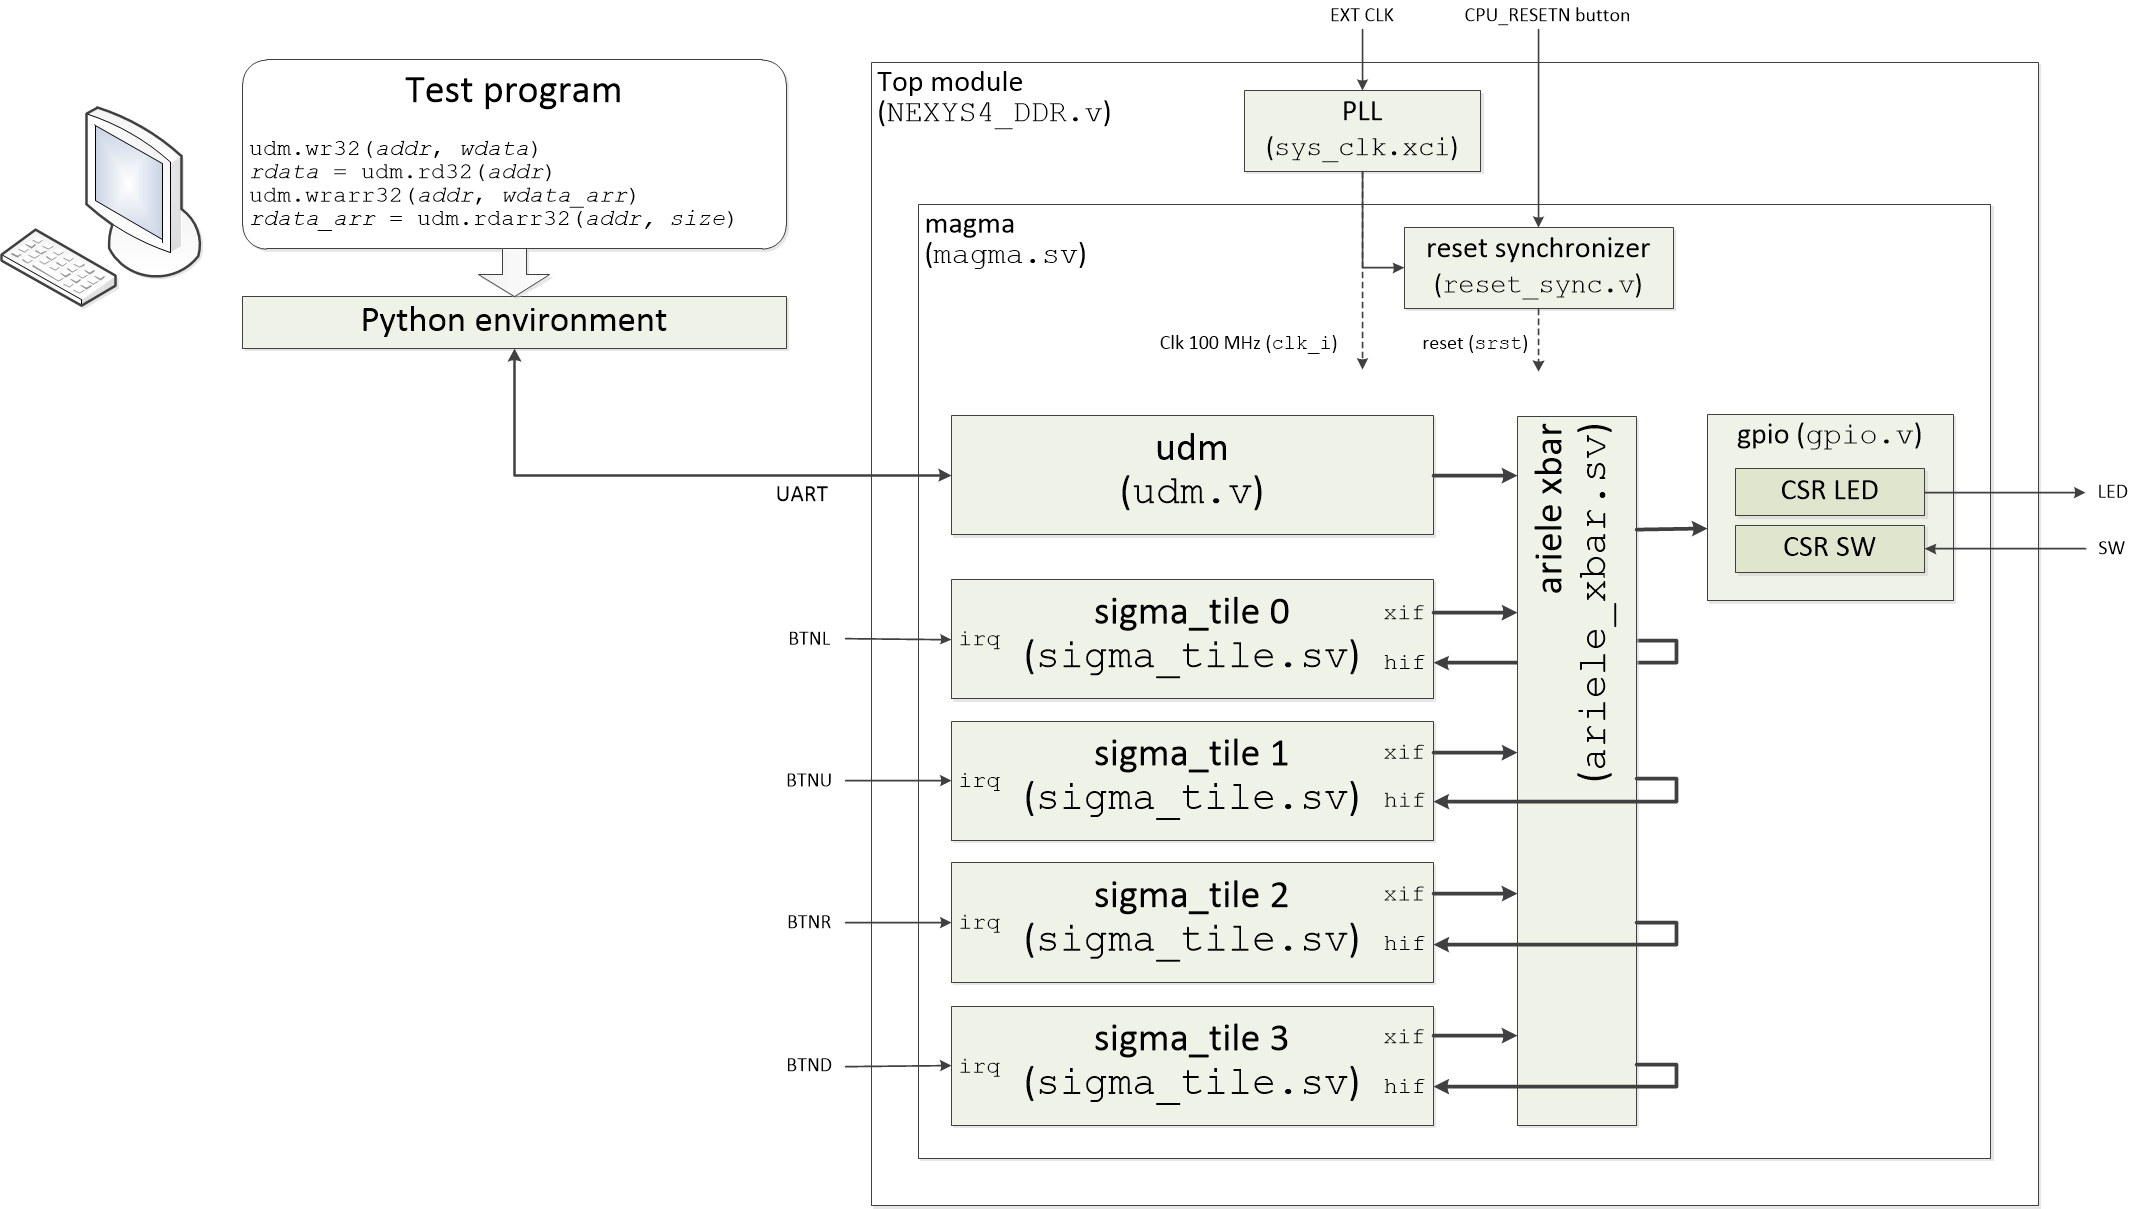 EXT CLK
CPU_RESETN button
Test program
udm.wr32(addr, wdata)
rdata = udm.rd32(addr)
udm.wrarr32(addr, wdata_arr)
rdata_arr = udm.rdarr32(addr, size)
Python environment
UART
Top module
(NEXYS4_DDR.v)
PLL
(sys_clk.xci)
magma
(magma.sv)
reset synchronizer
(reset_sync.v)
Clk 100 MHz (clk_i)
reset (srst)
udm
(udm.v)
ariele xbar
(ariele_xbar.sv)
gpio (gpio.v)
CSR LED
LED
CSR SW
SW
BTNL
irq
sigma_tile 0
(sigma_tile.sv)
xif
hif
BTNU
irq
sigma_tile 1
(sigma_tile.sv)
xif
hif
BTNR
irq
sigma_tile 2
(sigma_tile.sv)
xif
hif
BTND
irq
sigma_tile 3
(sigma_tile.sv)
xif
hif